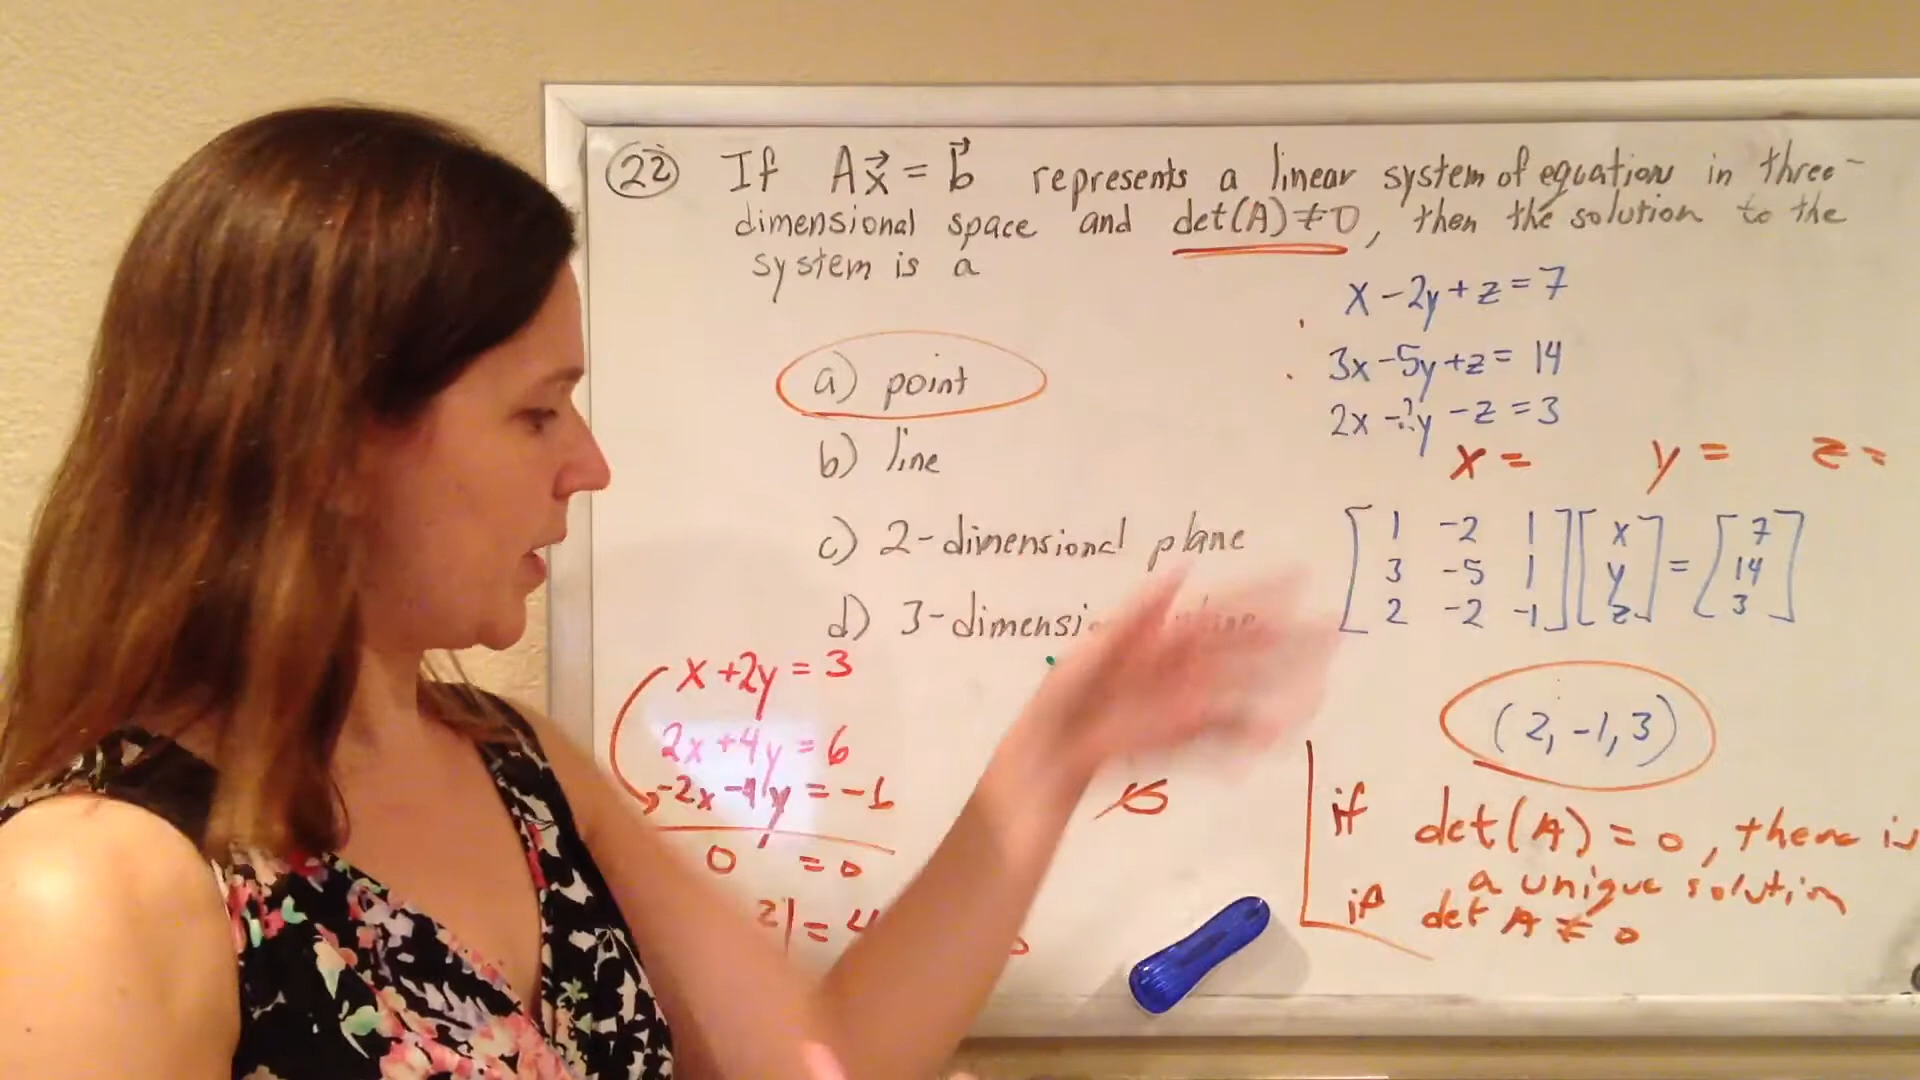 22 If Ax⃗ = b⃗ represents a linear system of equation in three-
dimensional space and det(A) ≠ 0, then the solution to the
system is a
a) point
b) line
c) 2-dimensional plane
d) 3-dimensi
x - 2y + z = 7
3x - 5y + z = 14
2x - 2y - z = 3
x = y = z =
1 -2 1 x 7
3 -5 1 y = 14
2 -2 -1 z 3
(2, -1, 3)
x + 2y = 3
2x + 4y = 6
0 = 0
if det(A) = 0, there is
a unique solution
if det A ≠ 0